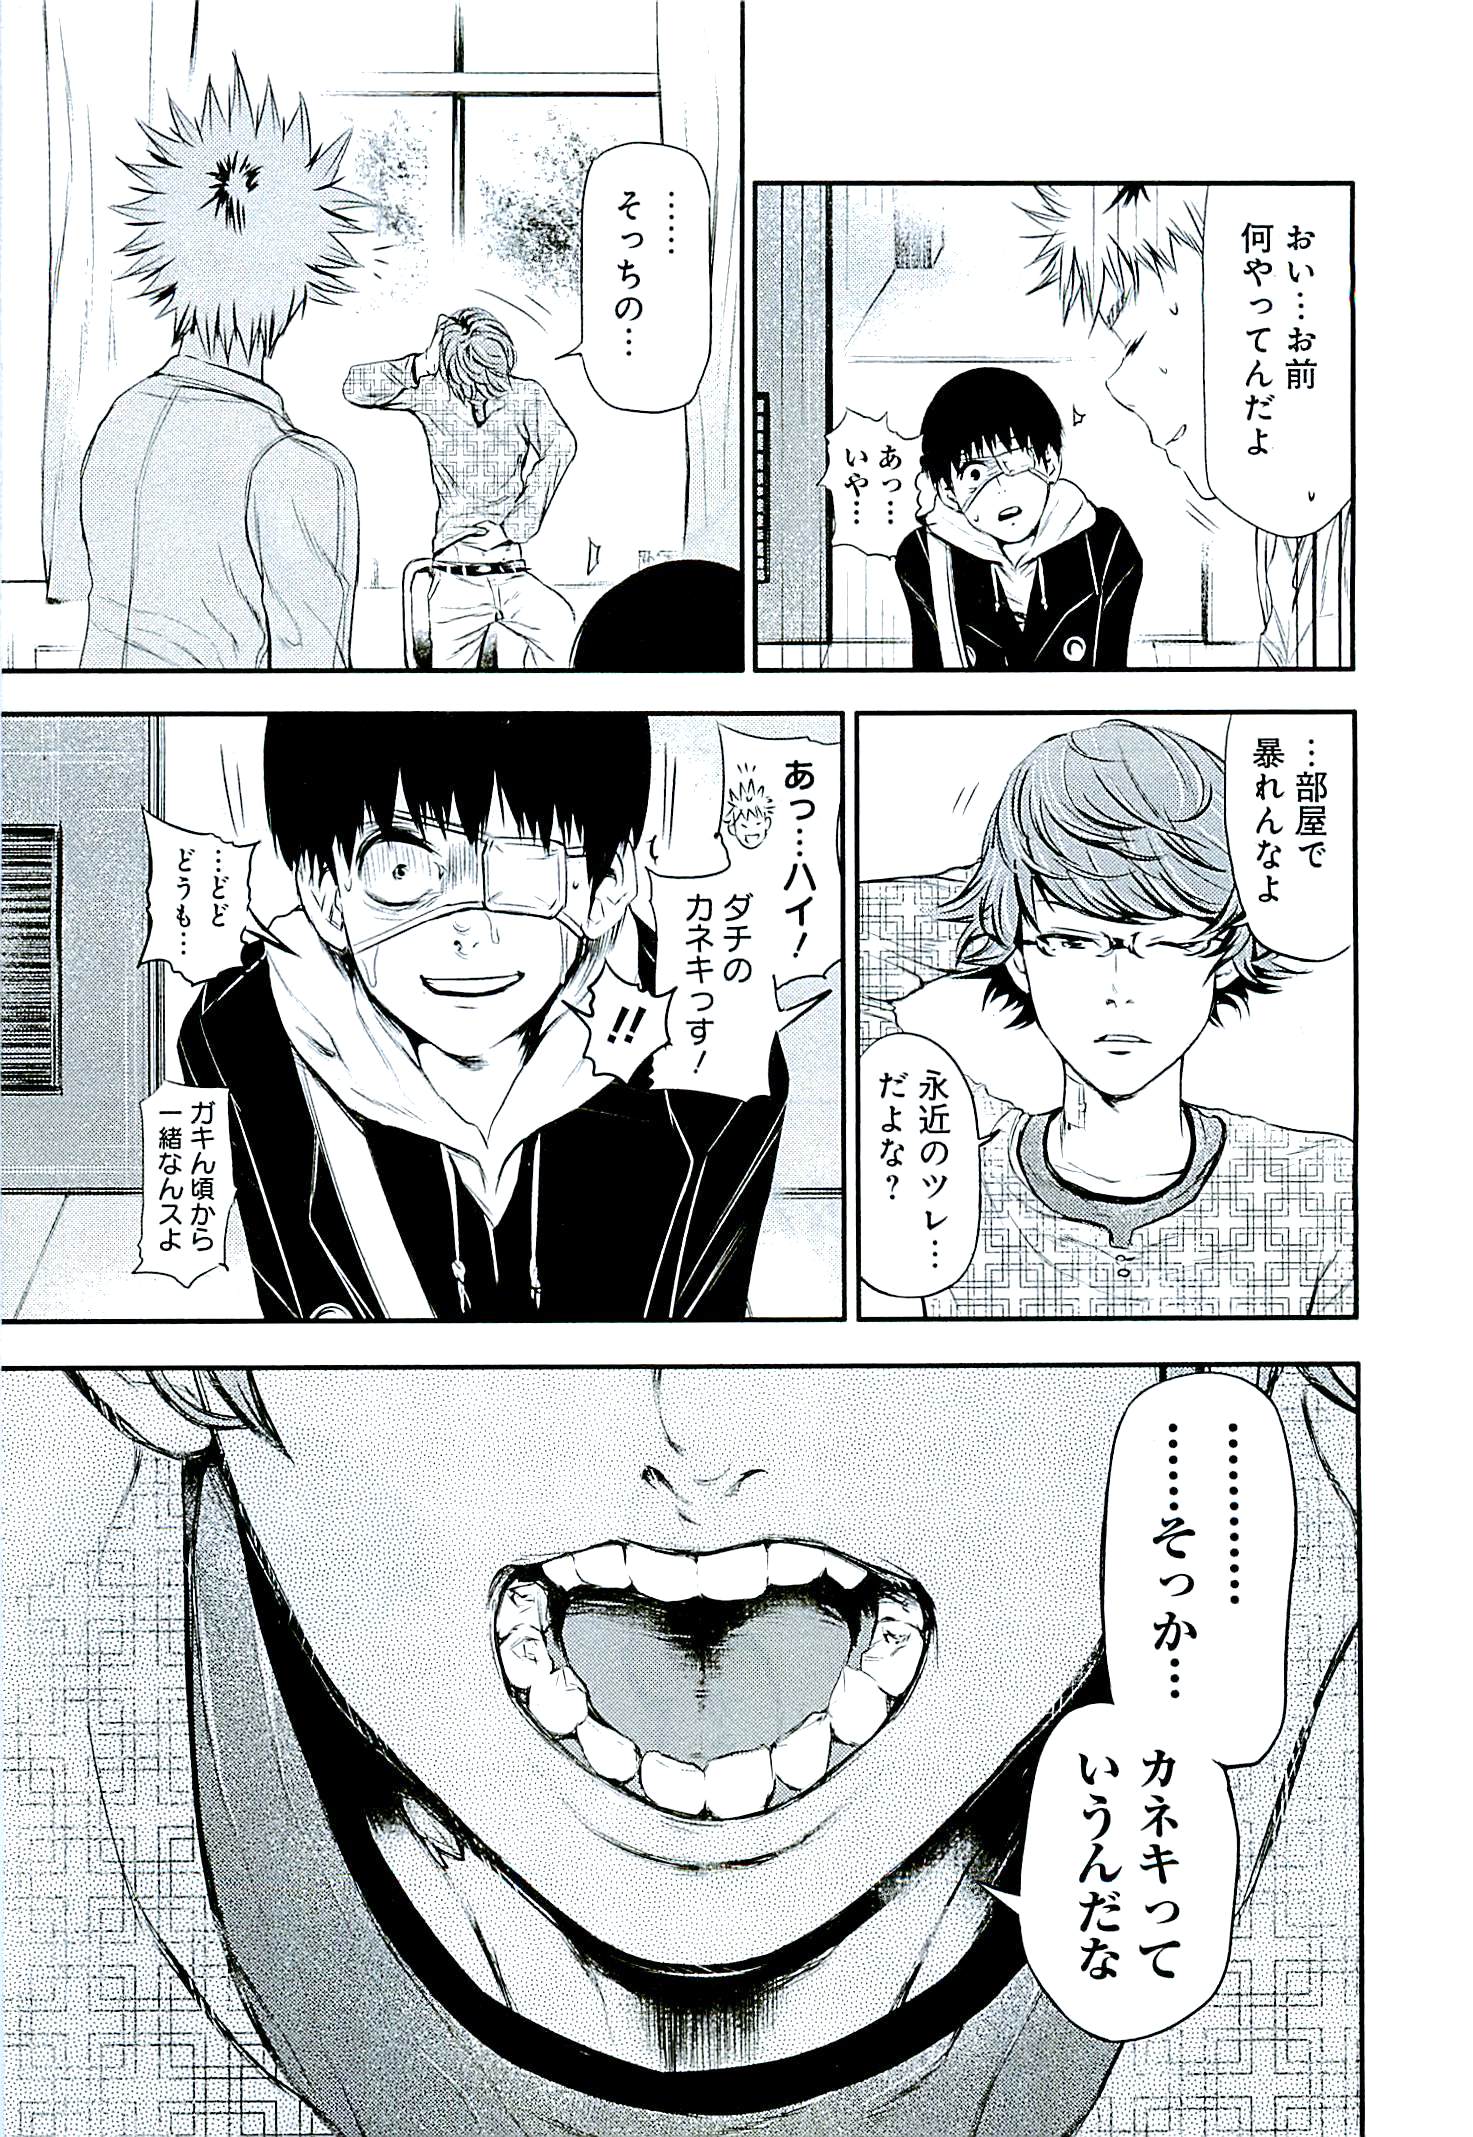 おい…お前
何やってんだよ
あっ…
いや…
……
そっちの…
…部屋で
暴れんなよ
永近のツレ…
だよな?
あっ…ハイ!
ダチの
カネキっす!
!!
…どど
どうも…
ガキん頃から
一緒なんスよ
…………
……そっか…
カネキって
いうんだな